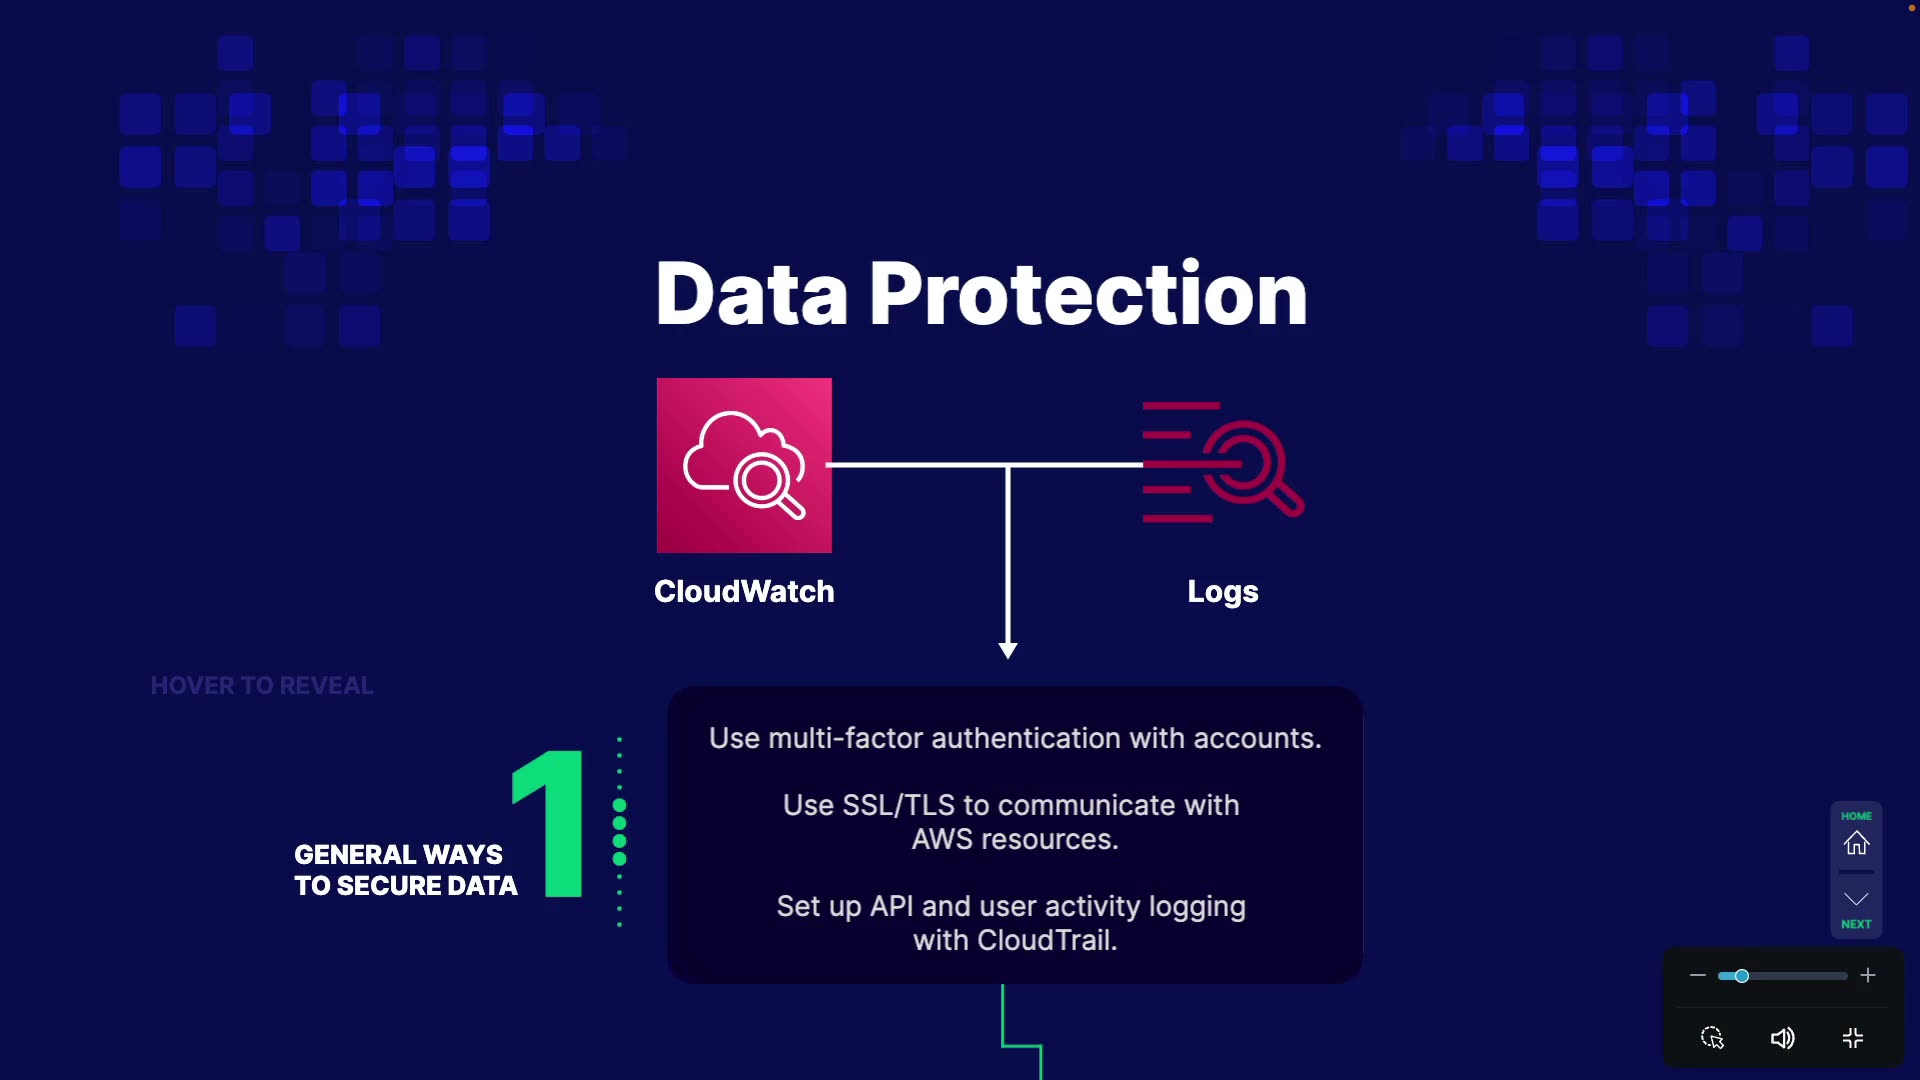 Data Protection
CloudWatch
Logs
HOVER TO REVEAL
1
GENERAL WAYS
TO SECURE DATA
Use multi-factor authentication with accounts.
Use SSL/TLS to communicate with
AWS resources.
Set up API and user activity logging
with CloudTrail.
HOME
NEXT